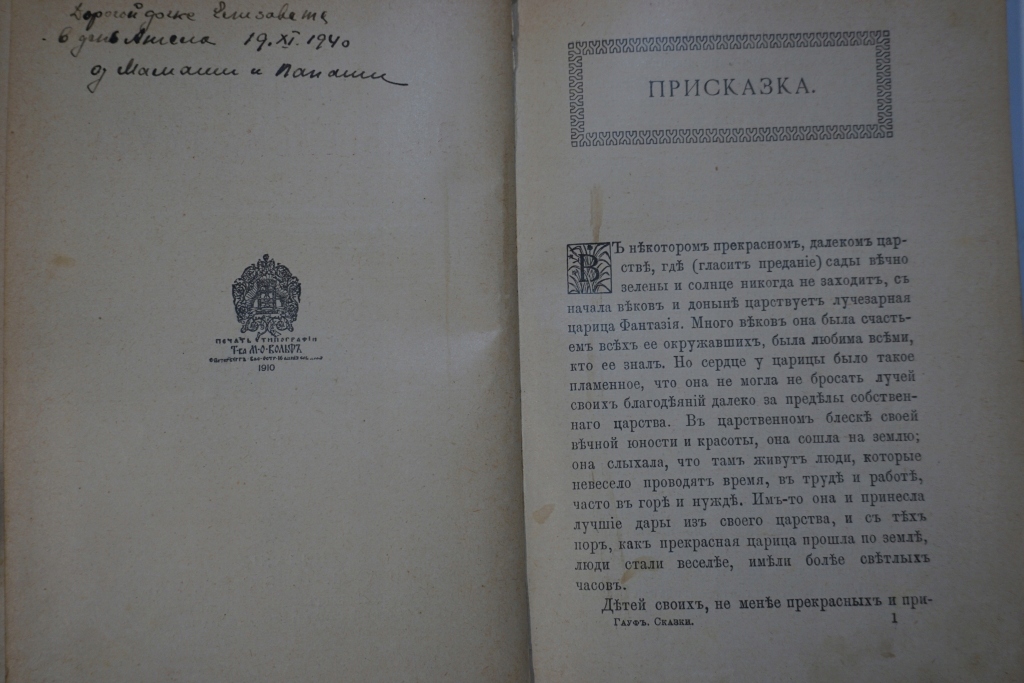 Дорогой дочке Елизавета
в день Ангела 19.XI.1940
от Мамаши и Папаши
ПЕЧАТЬ ТИПОГРАФІИ
Т-ва М·О·ВОЛЬФЪ
1910
ПРИСКАЗКА.
ВЪ нѣкоторомъ прекрасномъ, далекомъ цар-
ствѣ, гдѣ (гласитъ преданіе) сады вѣчно
зелены и солнце никогда не заходитъ, съ
начала вѣковъ и донынѣ царствуетъ лучезарная
царица Фантазія. Много вѣковъ она была счасть-
емъ всѣхъ ее окружавшихъ, была любима всѣми,
кто ее зналъ. Но сердце у царицы было такое
пламенное, что она не могла не бросать лучей
своихъ благодѣяній далеко за предѣлы собствен-
наго царства. Въ царственномъ блескѣ своей
вѣчной юности и красоты, она сошла на землю;
она слыхала, что тамъ живутъ люди, которые
невесело проводятъ время, въ трудѣ и работѣ,
часто въ горѣ и нуждѣ. Имъ-то она и принесла
лучшіе дары изъ своего царства, и съ тѣхъ
поръ, какъ прекрасная царица прошла по землѣ,
люди стали веселѣе, имѣли болѣе свѣтлыхъ
часовъ.
Дѣтей своихъ, не менѣе прекрасныхъ и при-
ГАУФЪ. СКАЗКИ. 1